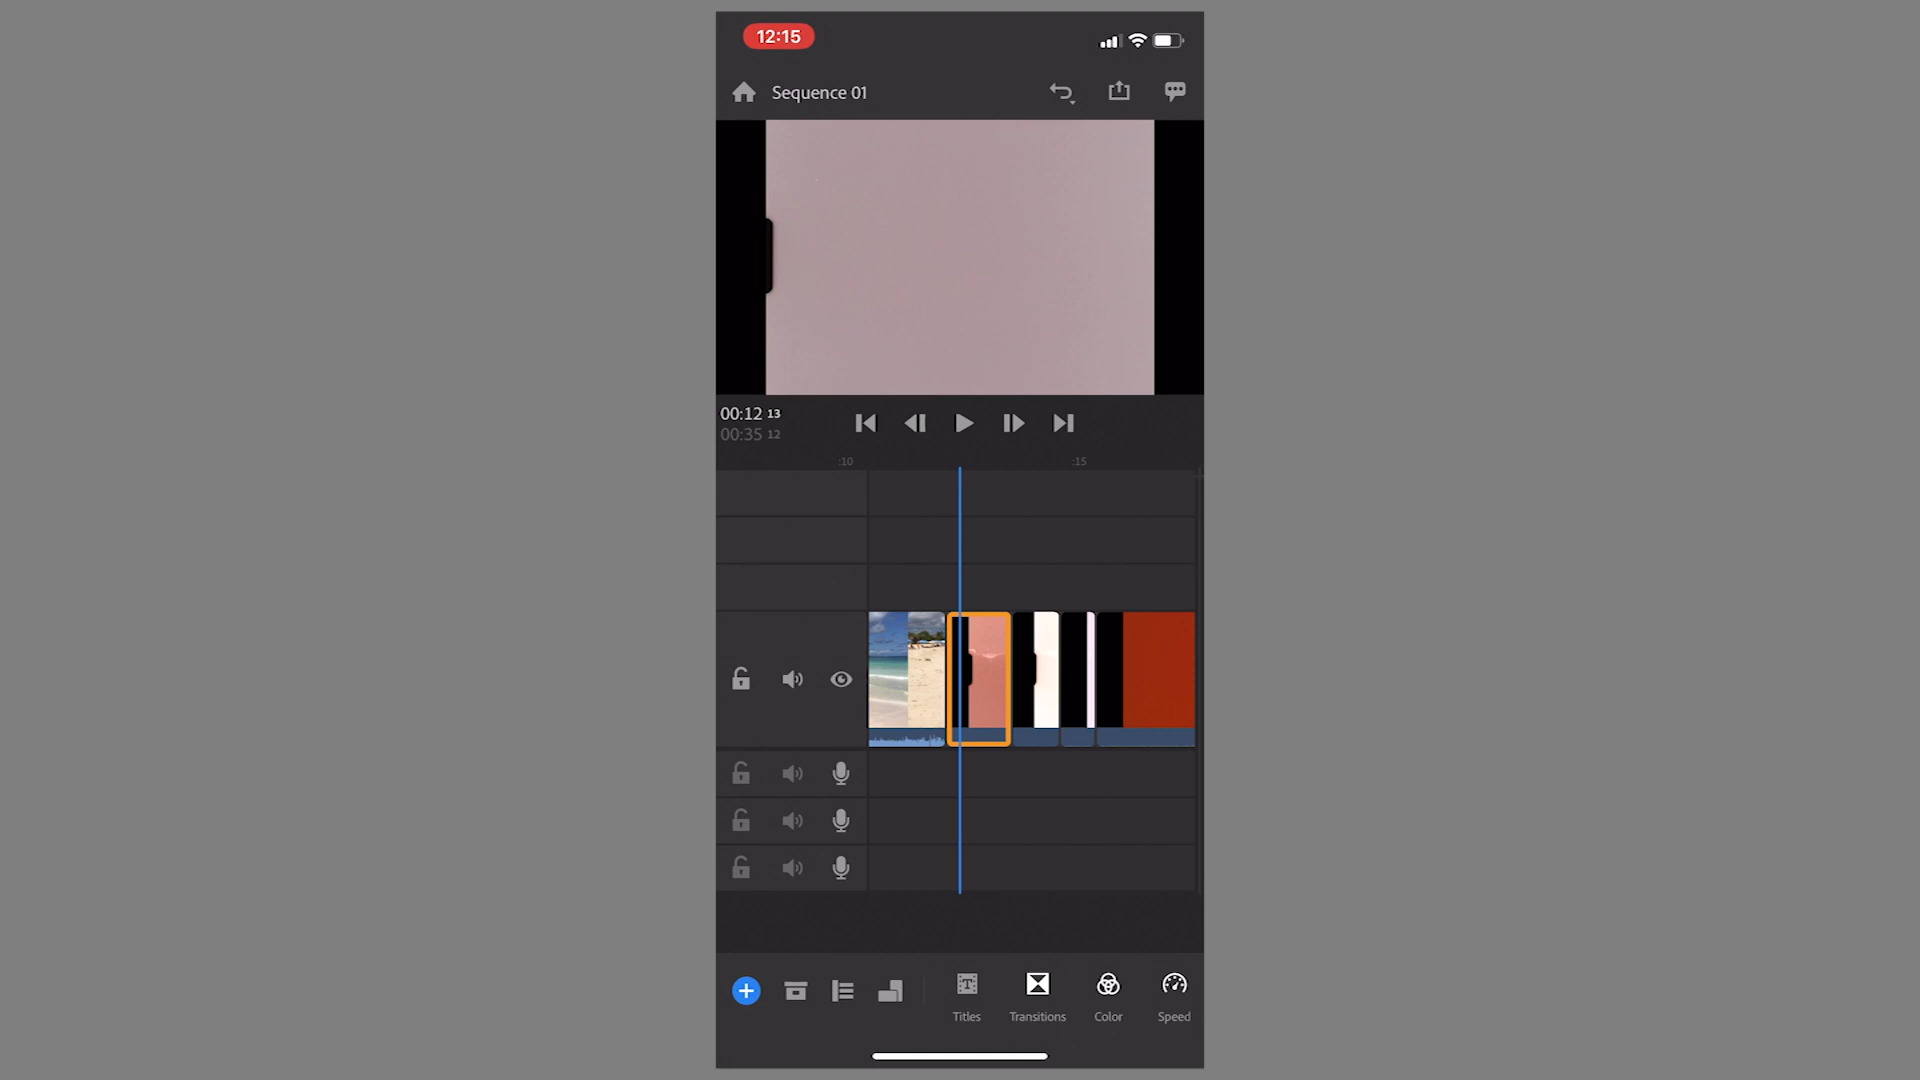 12:15
Sequence 01
00:12 13
00:35 12
:10 :15
Titles Transitions Color Speed